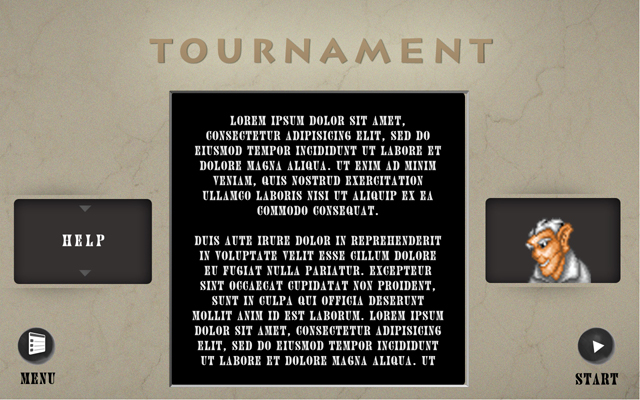 TOURNAMENT
LOREM IPSUM DOLOR SIT AMET,
CONSECTETUR ADIPISICING ELIT, SED DO
EIUSMOD TEMPOR INCIDIDUNT UT LABORE ET
DOLORE MAGNA ALIQUA. UT ENIM AD MINIM
VENIAM, QUIS NOSTRUD EXERCITATION
ULLAMCO LABORIS NISI UT ALIQUIP EX EA
COMMODO CONSEQUAT.
DUIS AUTE IRURE DOLOR IN REPREHENDERIT
IN VOLUPTATE VELIT ESSE CILLUM DOLORE
EU FUGIAT NULLA PARIATUR. EXCEPTEUR
SINT OCCAECAT CUPIDATAT NON PROIDENT,
SUNT IN CULPA QUI OFFICIA DESERUNT
MOLLIT ANIM ID EST LABORUM. LOREM IPSUM
DOLOR SIT AMET, CONSECTETUR ADIPISICING
ELIT, SED DO EIUSMOD TEMPOR INCIDIDUNT
UT LABORE ET DOLORE MAGNA ALIQUA. UT
HELP
MENU
START